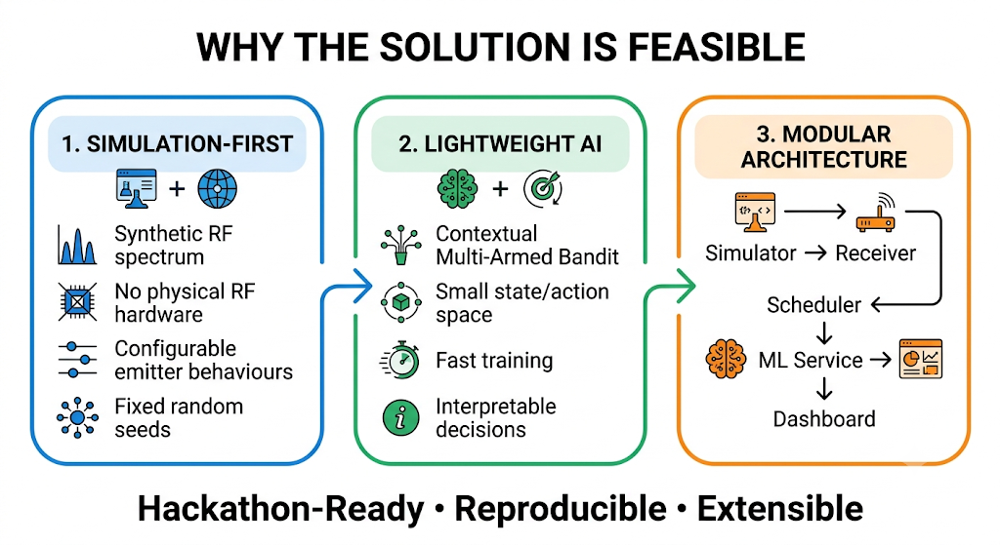 WHY THE SOLUTION IS FEASIBLE
1. SIMULATION-FIRST
Synthetic RF
spectrum
No physical RF
hardware
Configurable
emitter behaviours
Fixed random
seeds
2. LIGHTWEIGHT AI
Contextual
Multi-Armed Bandit
Small state/action
space
Fast training
Interpretable
decisions
3. MODULAR
ARCHITECTURE
Simulator → Receiver
Scheduler
ML Service →
Dashboard
Hackathon-Ready • Reproducible • Extensible